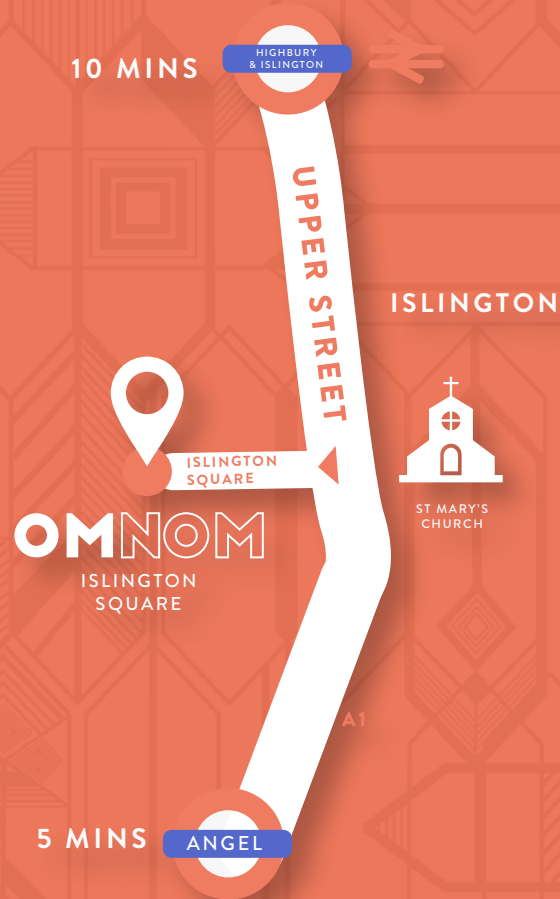 HIGHBURY
& ISLINGTON
10 MINS
UPPER STREET
ISLINGTON
ISLINGTON
SQUARE
ST MARY'S
CHURCH
OMNOM
ISLINGTON
SQUARE
A1
5 MINS
ANGEL